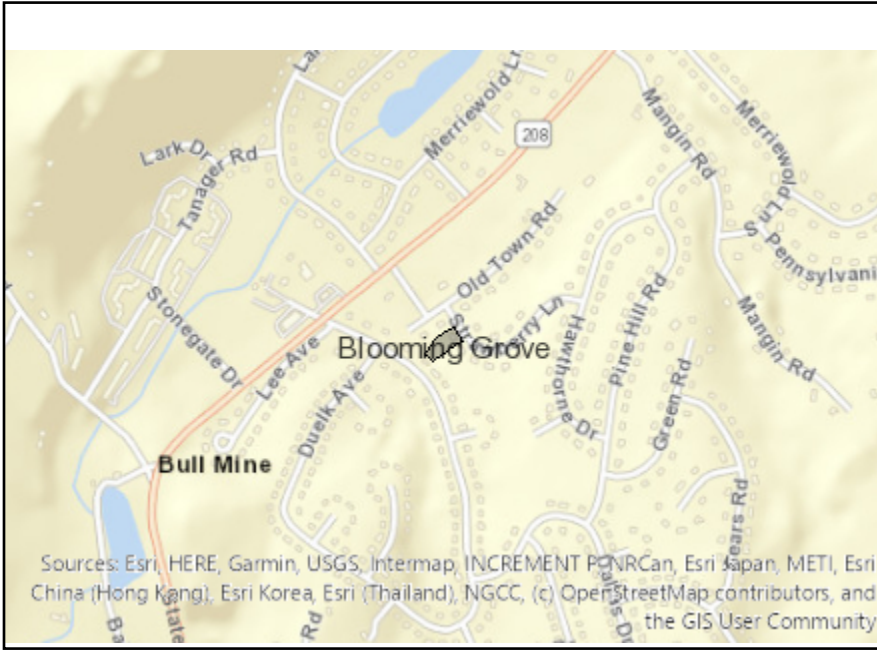 Merriewold Ln
208
Mangin Rd
Merriewold
Ln S
Lark Dr
Tanager Rd
Old Town Rd
Pennsylvani
Stonegate Dr
Lee Ave
Hawthorne Dr
Pine Hill Rd
Mangin Rd
Blooming Grove
Duelk Ave
Green Rd
Bull Mine
Sources: Esri, HERE, Garmin, USGS, Intermap, INCREMENT P, NRCan, Esri Japan, METI, Esri
China (Hong Kong), Esri Korea, Esri (Thailand), NGCC, (c) OpenStreetMap contributors, and
the GIS User Community
State
Rd